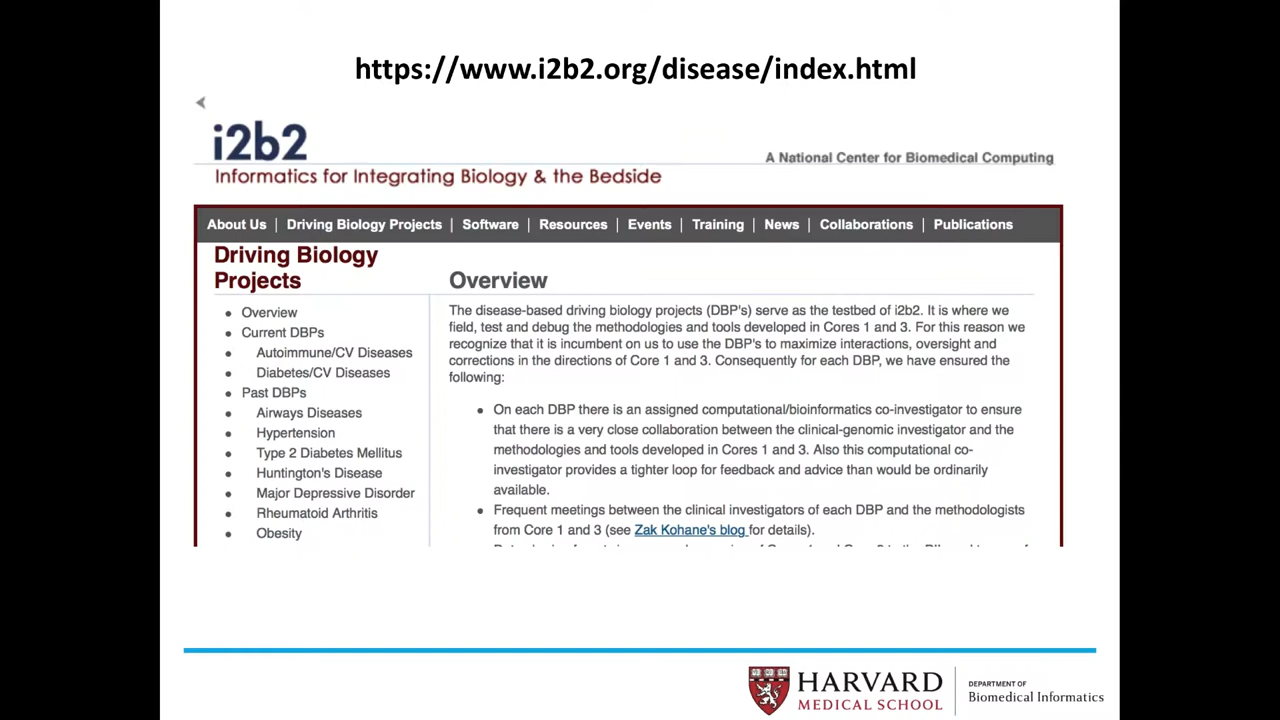 https://www.i2b2.org/disease/index.html
i2b2
A National Center for Biomedical Computing
Informatics for Integrating Biology & the Bedside
About Us | Driving Biology Projects | Software | Resources | Events | Training | News | Collaborations | Publications
Driving Biology
Projects
Overview
Current DBPs
Autoimmune/CV Diseases
Diabetes/CV Diseases
Past DBPs
Airways Diseases
Hypertension
Type 2 Diabetes Mellitus
Huntington's Disease
Major Depressive Disorder
Rheumatoid Arthritis
Obesity
Overview
The disease-based driving biology projects (DBP's) serve as the testbed of i2b2. It is where we
field, test and debug the methodologies and tools developed in Cores 1 and 3. For this reason we
recognize that it is incumbent on us to use the DBP's to maximize interactions, oversight and
corrections in the directions of Core 1 and 3. Consequently for each DBP, we have ensured the
following:
On each DBP there is an assigned computational/bioinformatics co-investigator to ensure
that there is a very close collaboration between the clinical-genomic investigator and the
methodologies and tools developed in Cores 1 and 3. Also this computational co-
investigator provides a tighter loop for feedback and advice than would be ordinarily
available.
Frequent meetings between the clinical investigators of each DBP and the methodologists
from Core 1 and 3 (see Zak Kohane's blog for details).
HARVARD
MEDICAL SCHOOL
DEPARTMENT OF
Biomedical Informatics